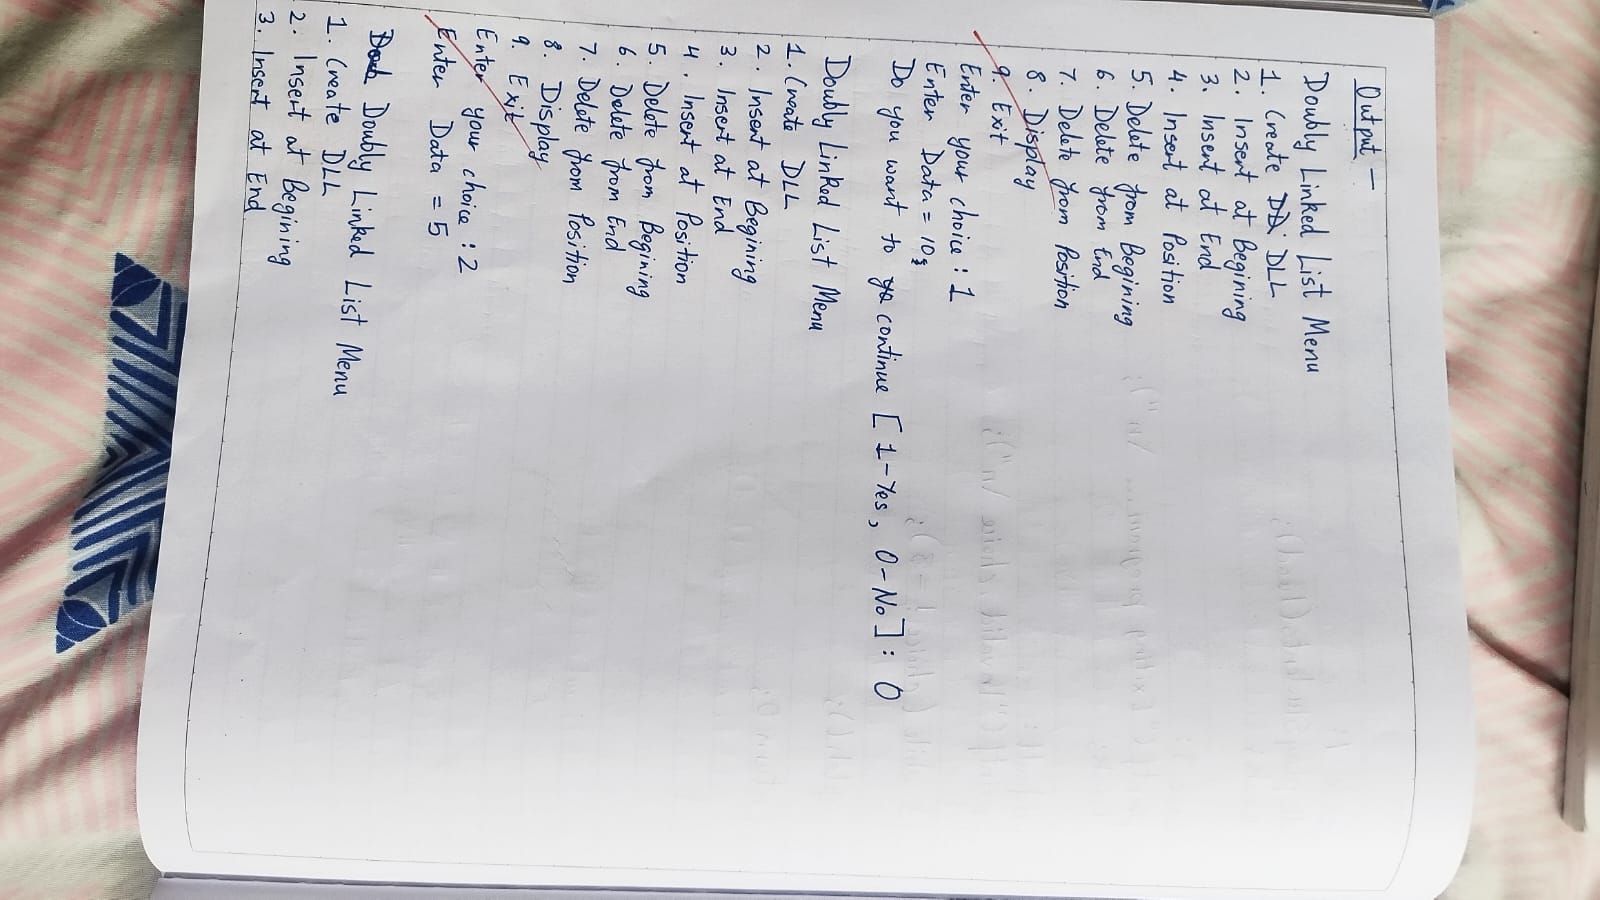 Output -
Doubly Linked List Menu
1. Create DLL
2. Insert at Begining
3. Insert at End
4. Insert at Position
5. Delete from Begining
6. Delete from End
7. Delete from Position
8. Display
9. Exit
Enter your choice : 1
Enter Data = 10
Do you want to continue [1-Yes, 0-No] : 0
Doubly Linked List Menu
1. Create DLL
2. Insert at Begining
3. Insert at End
4. Insert at Position
5. Delete from Begining
6. Delete from End
7. Delete from Position
8. Display
9. Exit
Enter your choice : 2
Enter Data = 5
Doubly Linked List Menu
1. Create DLL
2. Insert at Begining
3. Insert at End